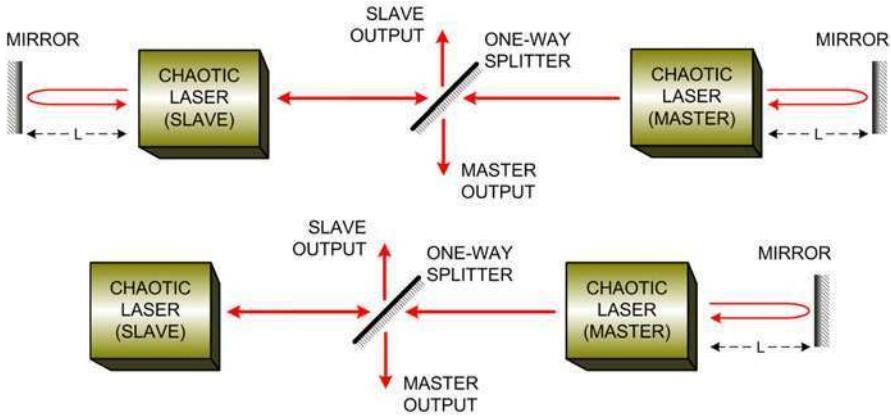 SLAVE
OUTPUT
MIRROR
ONE-WAY
SPLITTER
MIRROR
CHAOTIC
LASER
(SLAVE)
CHAOTIC
LASER
(MASTER)
L
L
MASTER
OUTPUT
SLAVE
OUTPUT
ONE-WAY
SPLITTER
MIRROR
CHAOTIC
LASER
(SLAVE)
CHAOTIC
LASER
(MASTER)
L
MASTER
OUTPUT